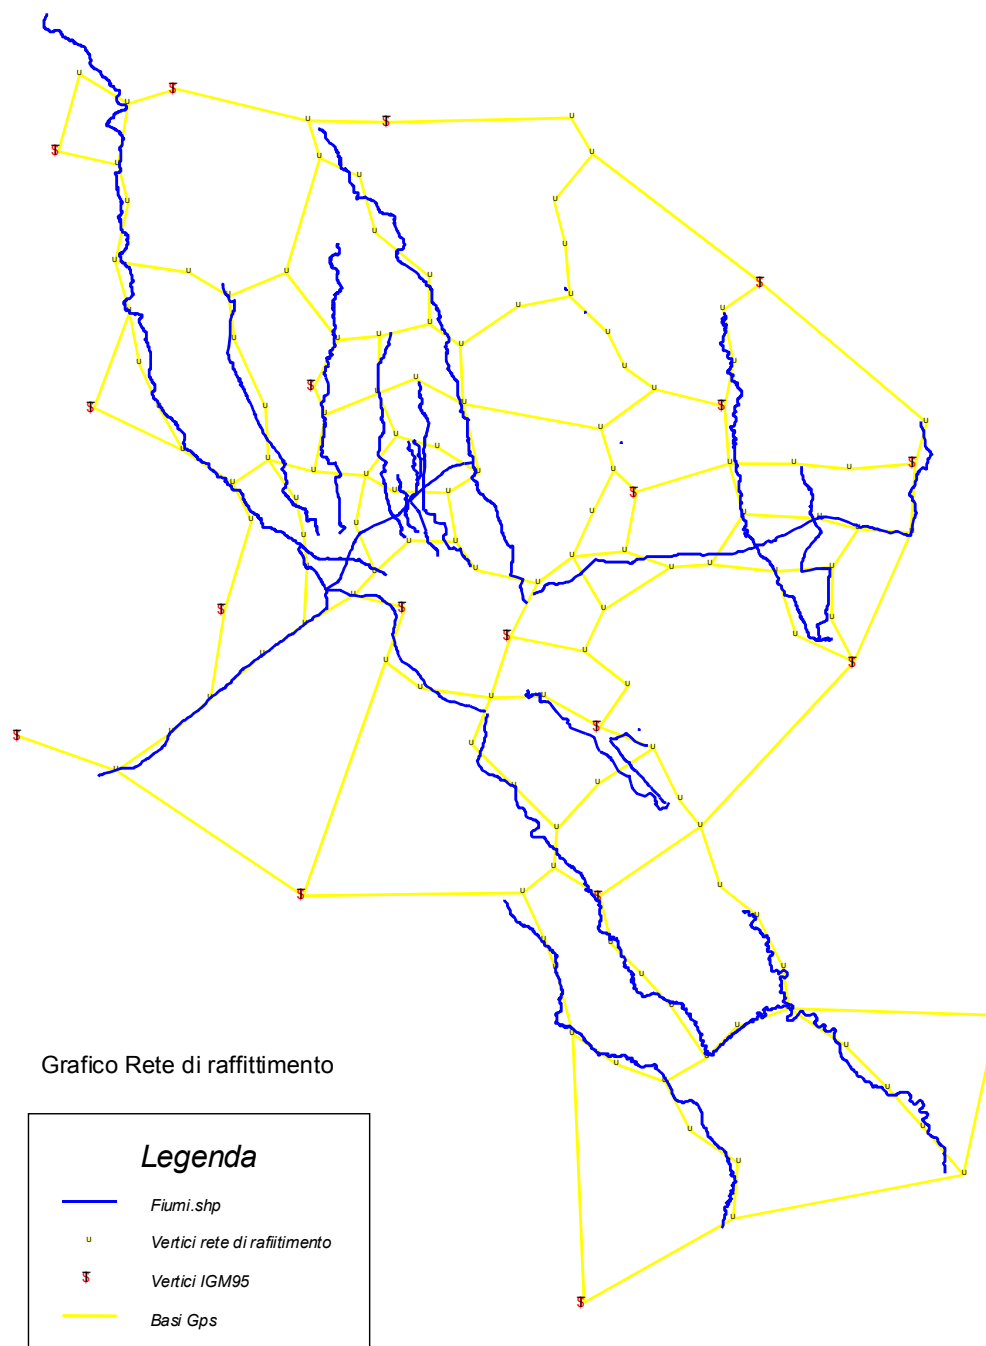 Grafico Rete di raffittimento
Legenda
Fiumi.shp
Vertici rete di rafiitimento
Vertici IGM95
Basi Gps